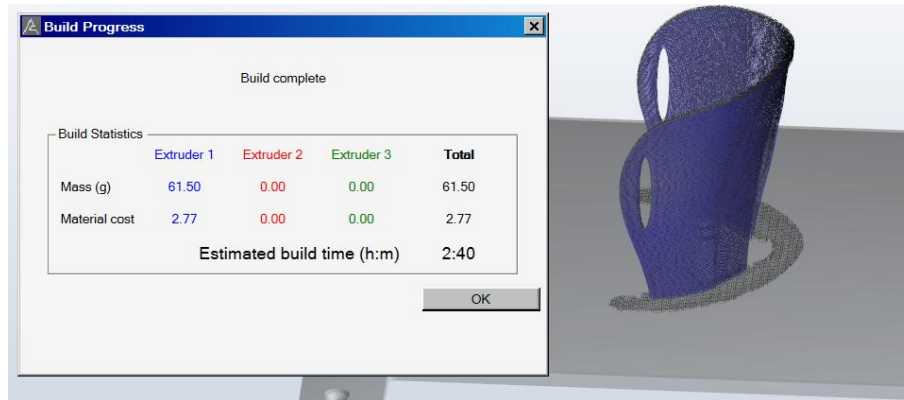 Build Progress
Build complete
Build Statistics
Extruder 1 Extruder 2 Extruder 3 Total
Mass (g) 61.50 0.00 0.00 61.50
Material cost 2.77 0.00 0.00 2.77
Estimated build time (h:m) 2:40
OK